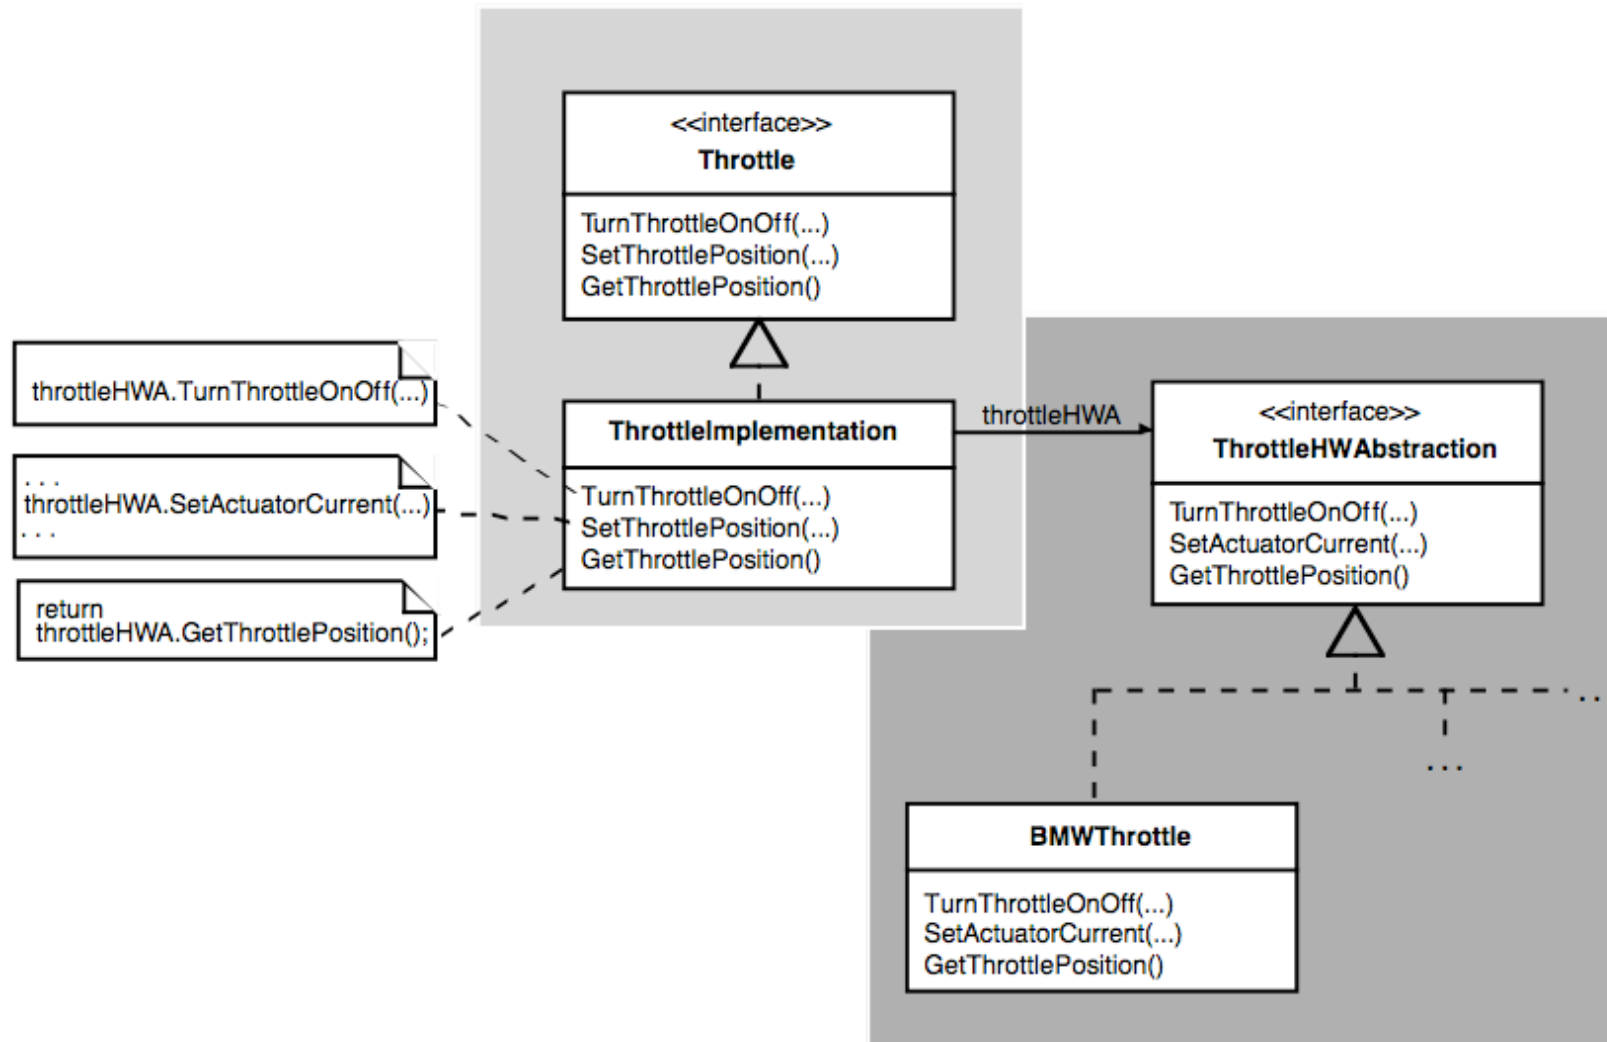 <<interface>>
Throttle
TurnThrottleOnOff(...)
SetThrottlePosition(...)
GetThrottlePosition()
throttleHWA.TurnThrottleOnOff(...)
. . .
throttleHWA.SetActuatorCurrent(...)
. . .
return
throttleHWA.GetThrottlePosition();
ThrottleImplementation
TurnThrottleOnOff(...)
SetThrottlePosition(...)
GetThrottlePosition()
throttleHWA
<<interface>>
ThrottleHWAbstraction
TurnThrottleOnOff(...)
SetActuatorCurrent(...)
GetThrottlePosition()
. .
. . .
BMWThrottle
TurnThrottleOnOff(...)
SetActuatorCurrent(...)
GetThrottlePosition()